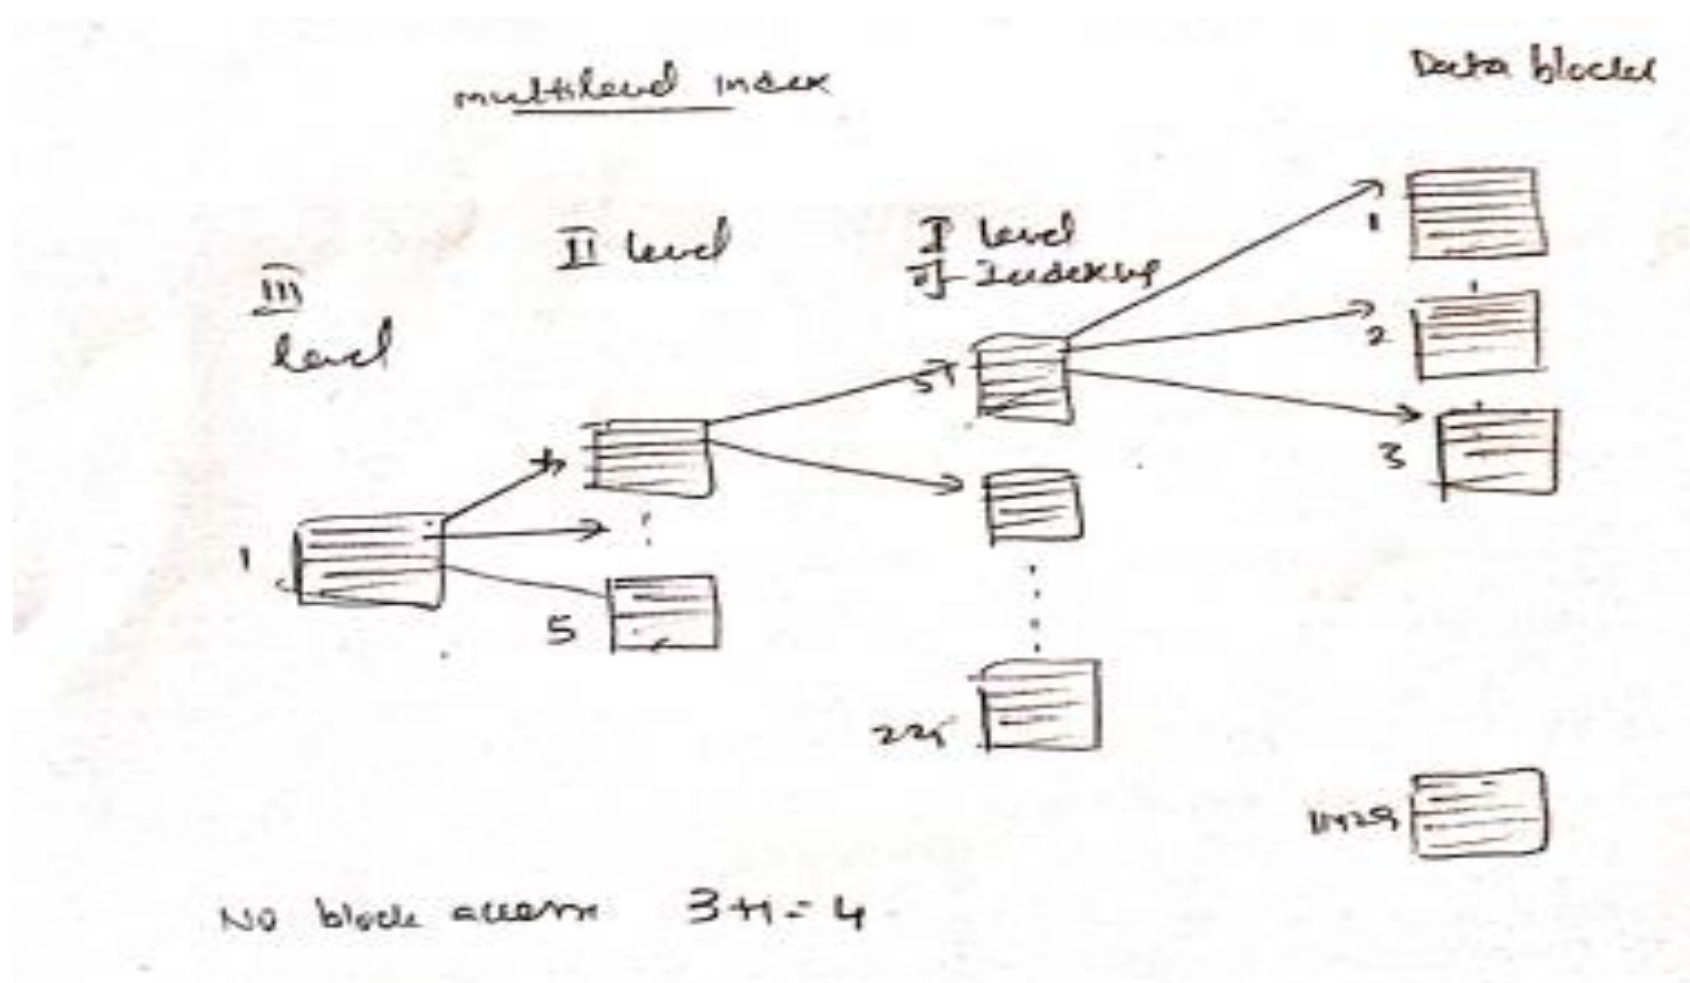 multilevel index
Data blocks
III
level
II level
I level
of Indexing
1
2
3
1
5
No block access 3+1=4